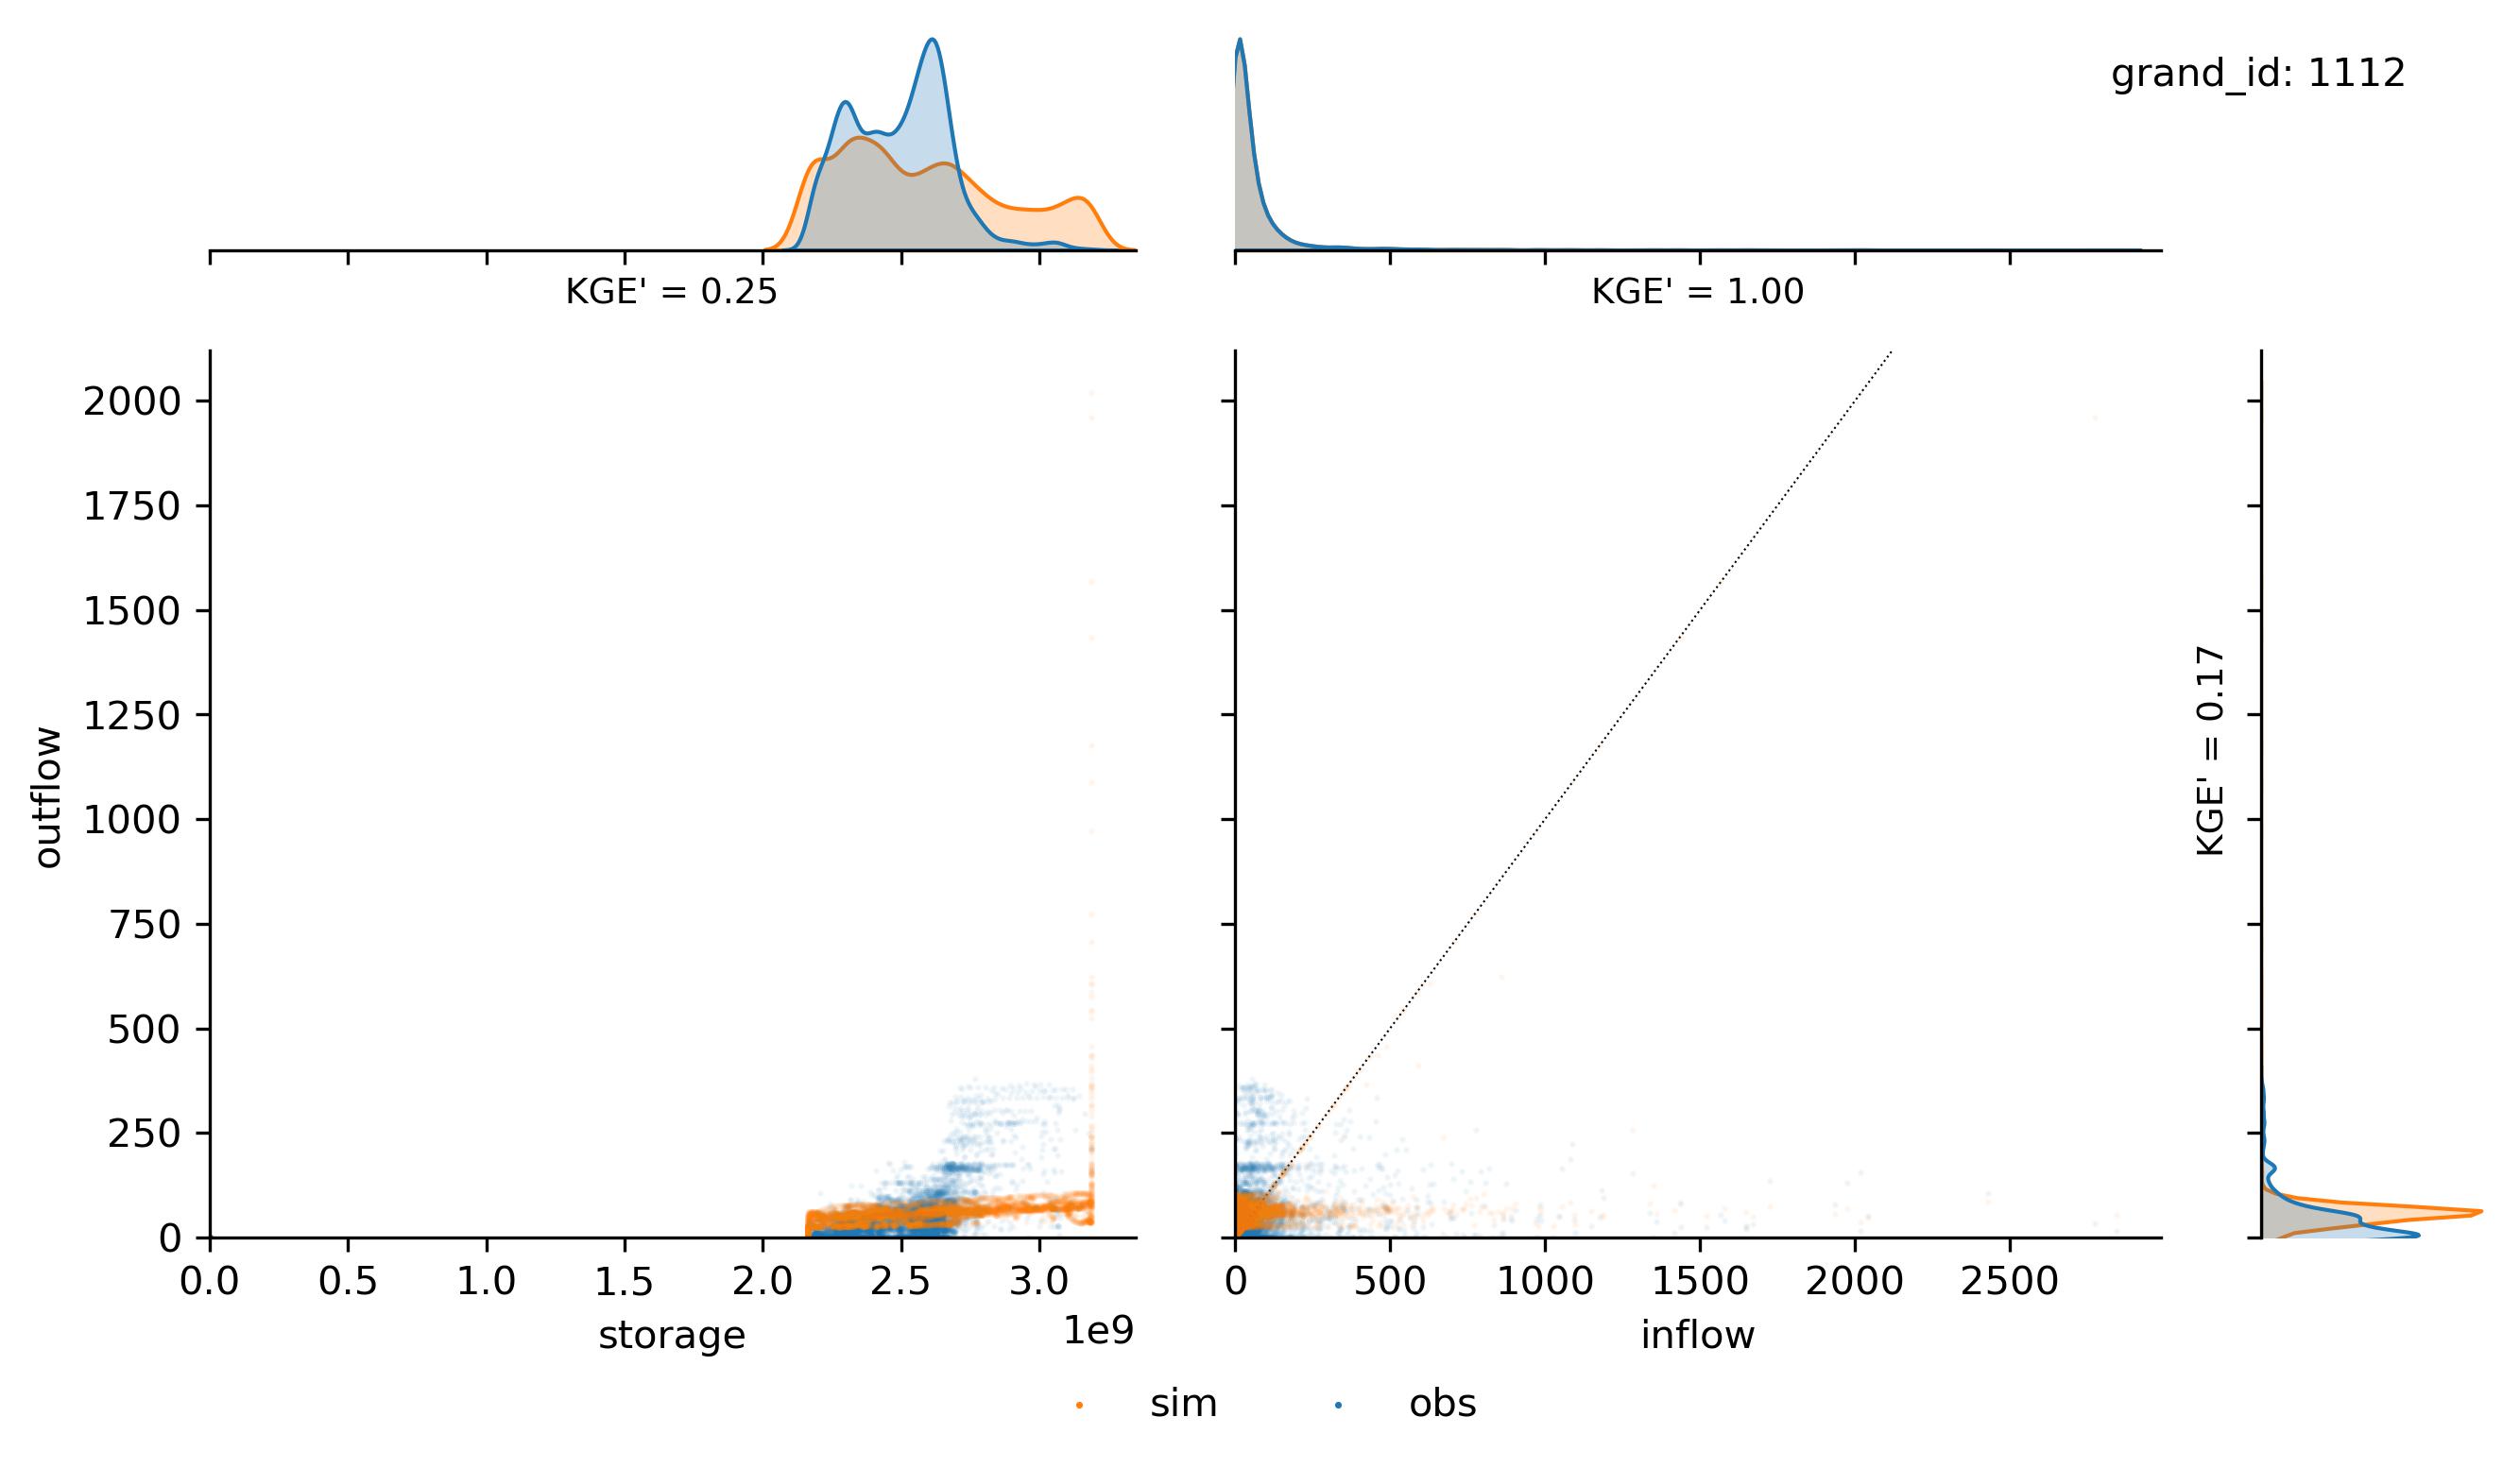 grand_id: 1112
KGE' = 0.25
KGE' = 1.00
2000
1750
1500
1250
1000
750
500
250
0
outflow
KGE' = 0.17
0.0 0.5 1.0 1.5 2.0 2.5 3.0
1e9
storage
0 500 1000 1500 2000 2500
inflow
sim obs